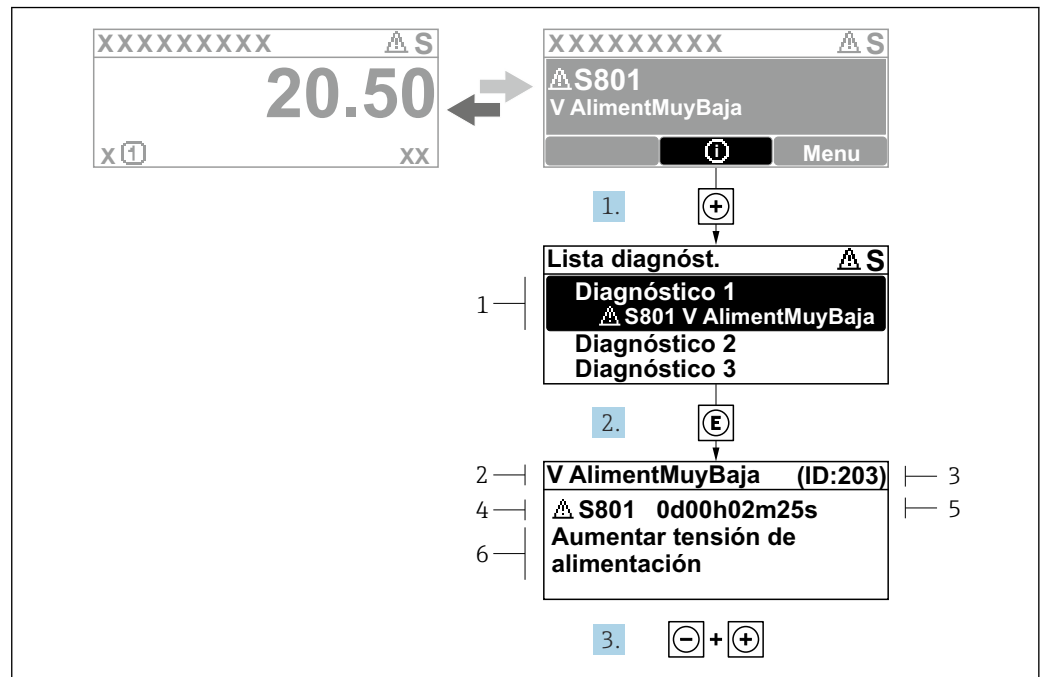 XXXXXXXXX ⚠ S
20.50
X ① XX
XXXXXXXXX ⚠ S
⚠ S801
V AlimentMuyBaja
ⓘ Menu
1. +
Lista diagnóst. ⚠ S
1
Diagnóstico 1
⚠ S801 V AlimentMuyBaja
Diagnóstico 2
Diagnóstico 3
2. E
2 V AlimentMuyBaja (ID:203) 3
4 ⚠ S801 0d00h02m25s 5
6
Aumentar tensión de
alimentación
3. - + +